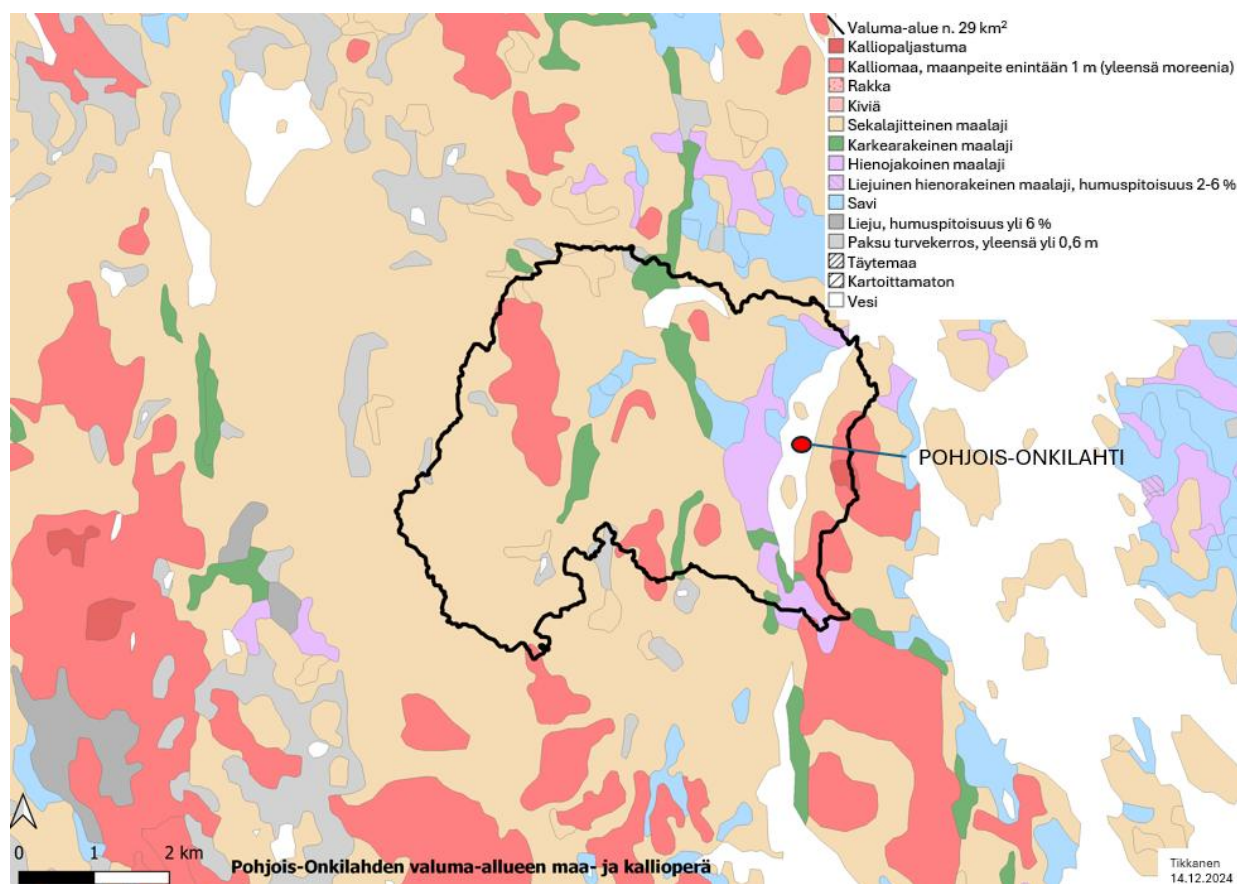 Valuma-alue n. 29 km²
Kalliopaljastuma
Kalliomaa, maanpeite enintään 1 m (yleensä moreenia)
Rakka
Kiviä
Sekalajitteinen maalaji
Karkearakeinen maalaji
Hienojakoinen maalaji
Liejuinen hienorakeinen maalaji, humuspitoisuus 2-6 %
Savi
Lieju, humuspitoisuus yli 6 %
Paksu turvekerros, yleensä yli 0,6 m
Täytemaa
Kartoittamaton
Vesi
POHJOIS-ONKILAHTI
0 1 2 km
Pohjois-Onkilahden valuma-allueen maa- ja kallioperä
Tikkanen
14.12.2024